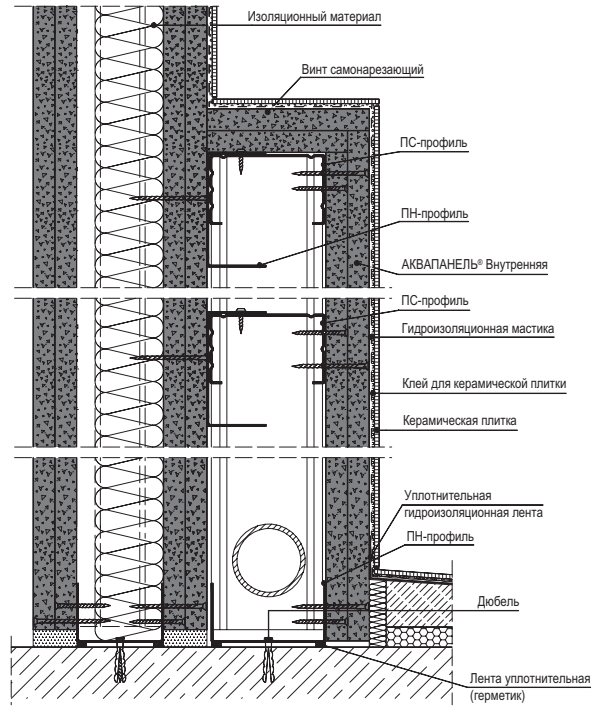 Изоляционный материал
Винт самонарезающий
ПС-профиль
ПН-профиль
АКВАПАНЕЛЬ® Внутренняя
ПС-профиль
Гидроизоляционная мастика
Клей для керамической плитки
Керамическая плитка
Уплотнительная
гидроизоляционная лента
ПН-профиль
Дюбель
Лента уплотнительная
(герметик)